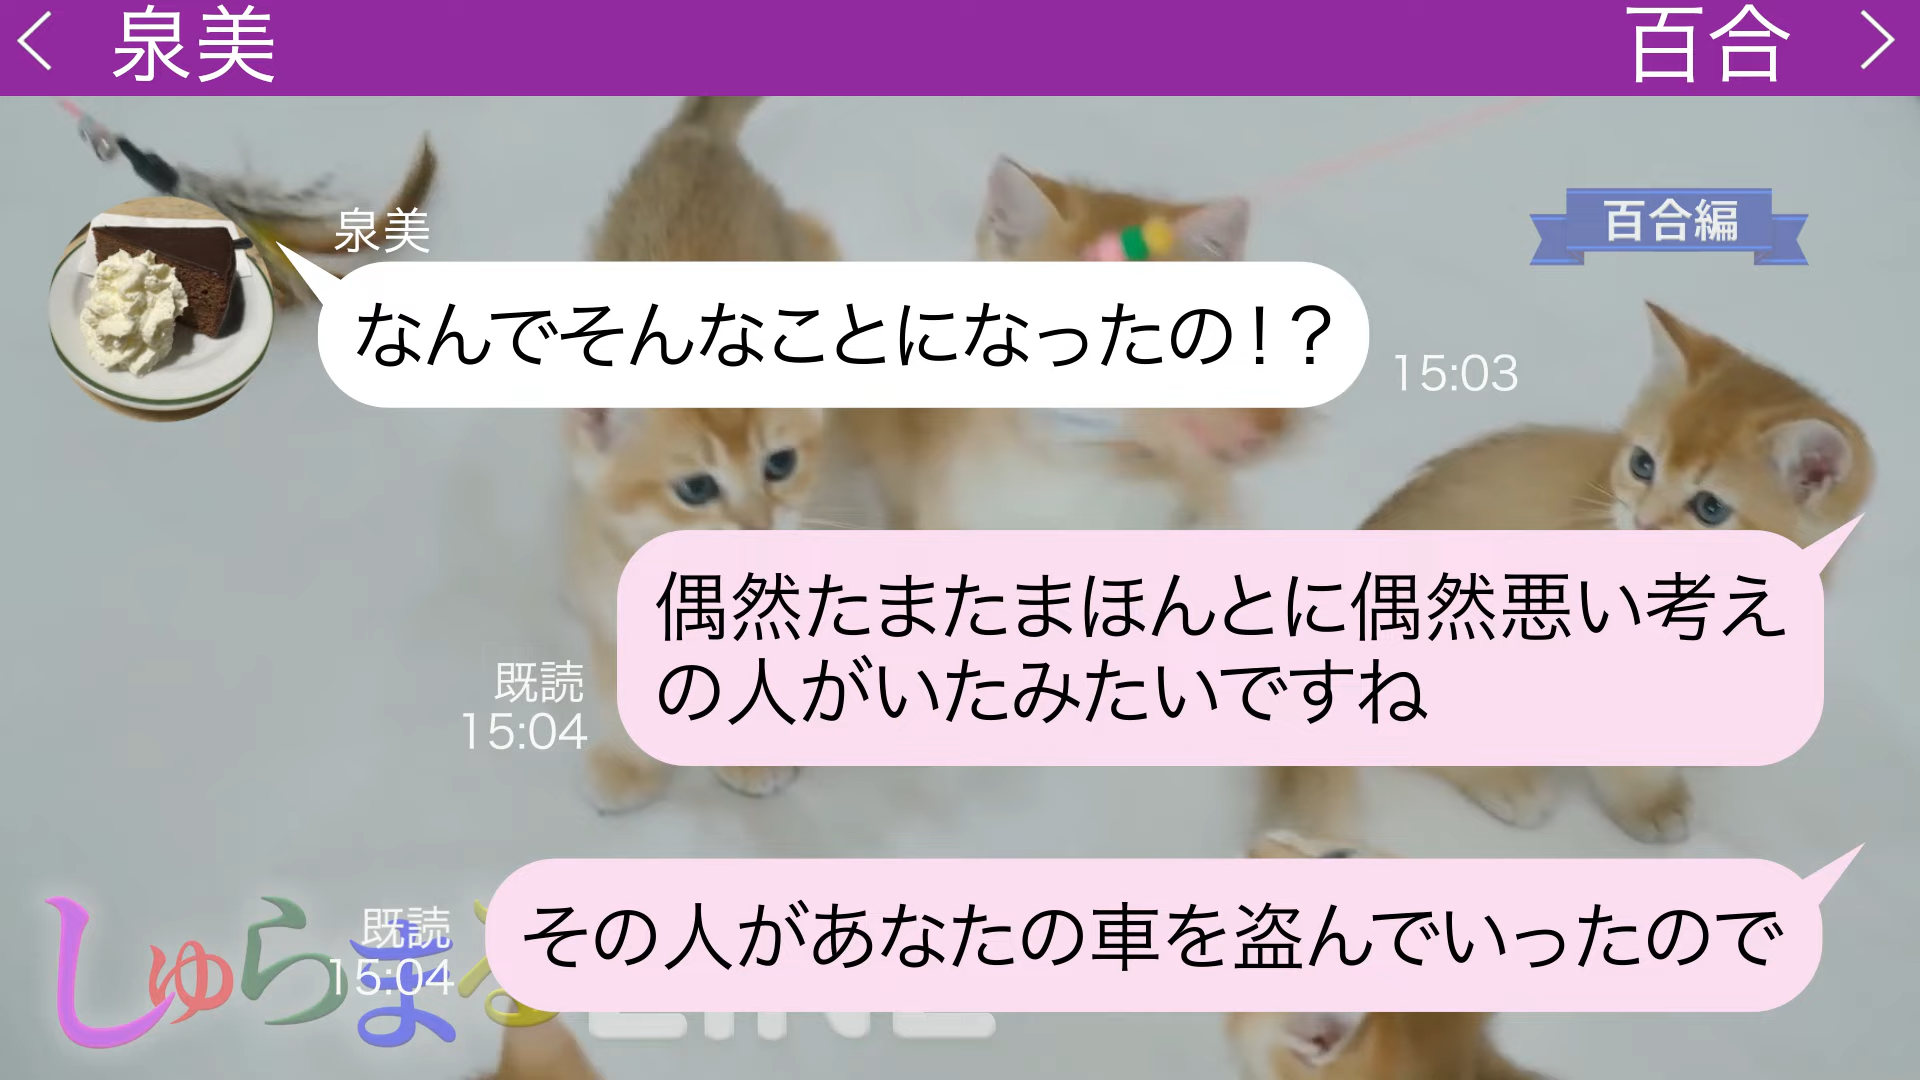 泉美
百合
百合編
泉美
なんでそんなことになったの！？
15:03
偶然たまたまほんとに偶然悪い考え
の人がいたみたいですね
既読
15:04
その人があなたの車を盗んでいったので
既読
15:04
しゅらまる
LINE